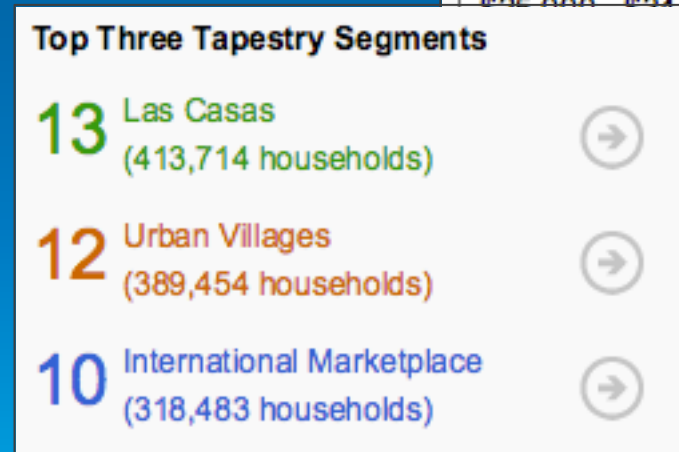 Top Three Tapestry Segments
13
Las Casas
(413,714 households)
12
Urban Villages
(389,454 households)
10
International Marketplace
(318,483 households)